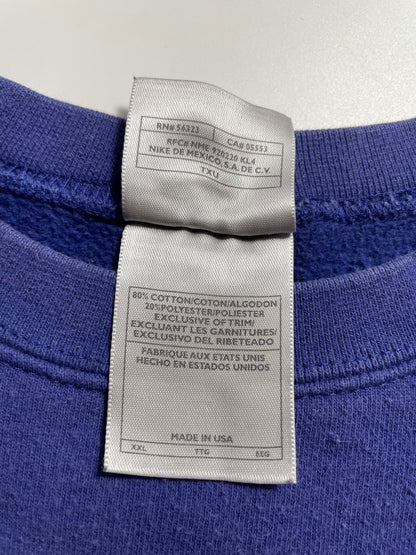 RN# 56323 CA# 05553
RFC# NME 920220 KL4
NIKE DE MEXICO, S.A. DE C.V.
TXU
80% COTTON/COTON/ALGODON
20% POLYESTER/POLIESTER
EXCLUSIVE OF TRIM/
EXCLUANT LES GARNITURES/
EXCLUSIVO DEL RIBETEADO
FABRIQUE AUX ETATS UNIS
HECHO EN ESTADOS UNIDOS
MADE IN USA
XXL TTG EEG